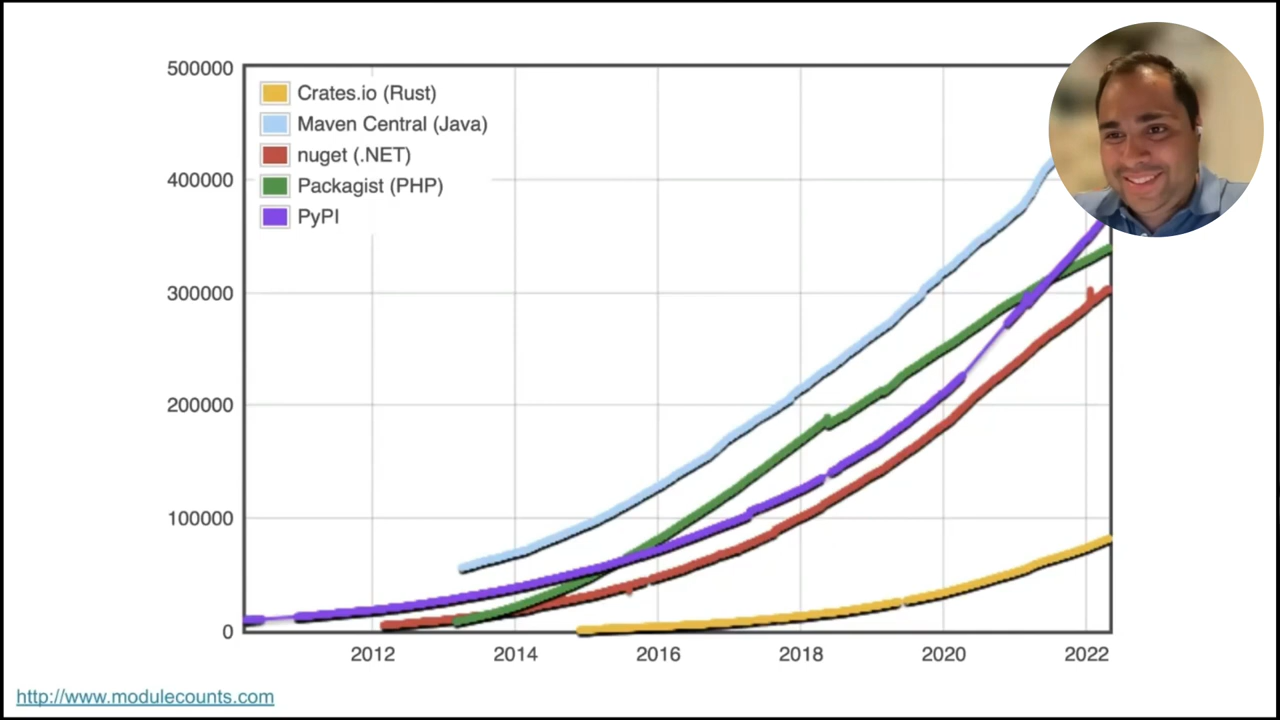 500000
400000
300000
200000
100000
0
Crates.io (Rust)
Maven Central (Java)
nuget (.NET)
Packagist (PHP)
PyPI
2012 2014 2016 2018 2020 2022
http://www.modulecounts.com